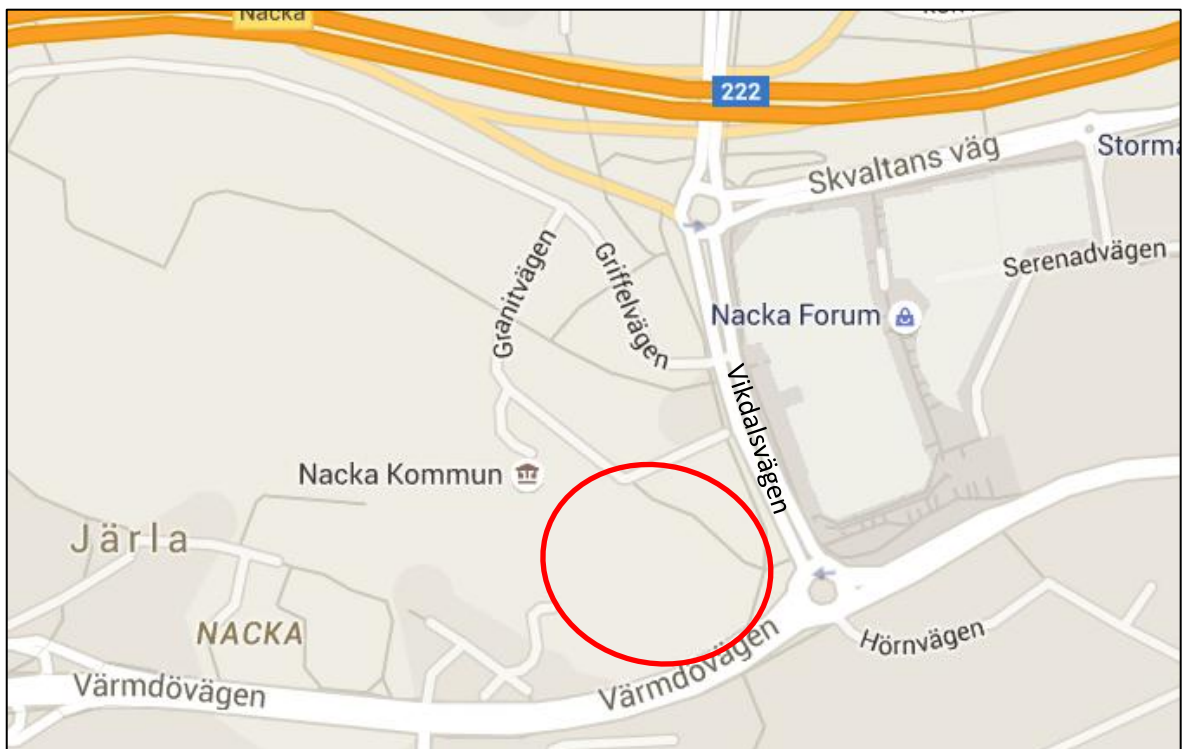 Nacka
222
Skvaltans väg
Storma
Serenadvägen
Granitvägen
Griffelvägen
Nacka Forum
Vikdalsvägen
Nacka Kommun
Järla
NACKA
Hörnvägen
Värmdövägen
Värmdövägen